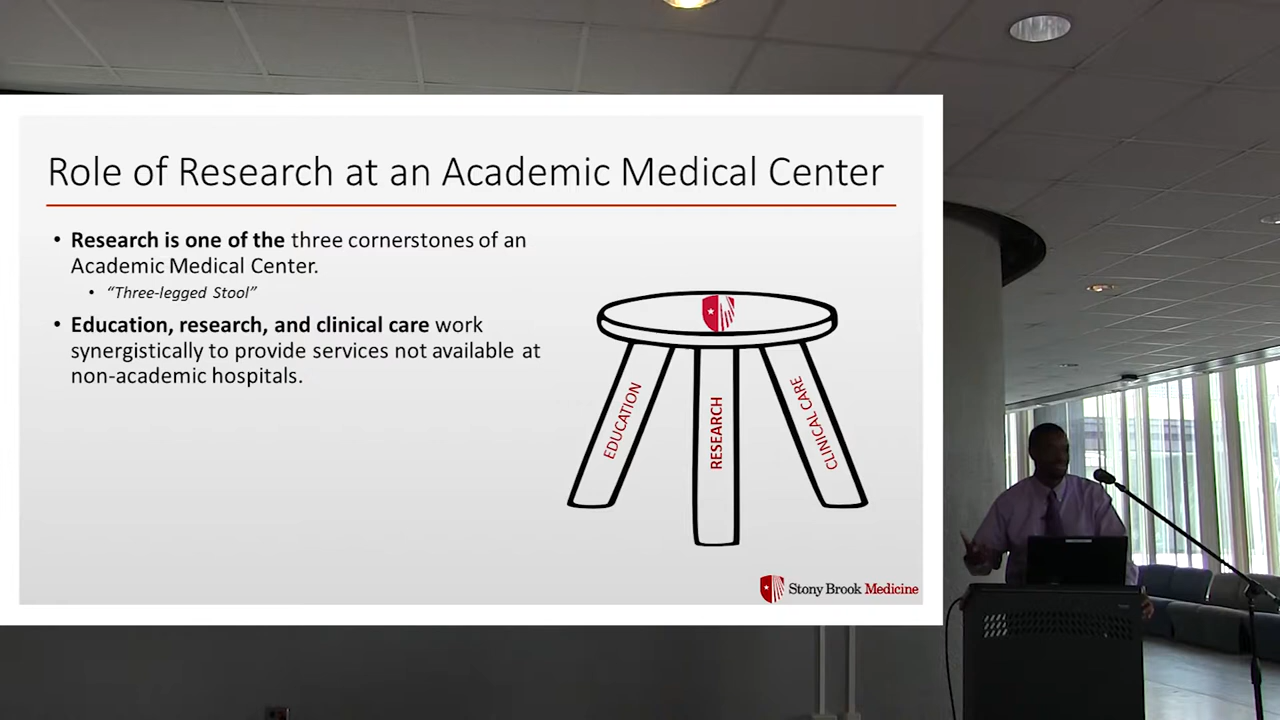 Role of Research at an Academic Medical Center
• Research is one of the three cornerstones of an
Academic Medical Center.
• “Three-legged Stool”
• Education, research, and clinical care work
synergistically to provide services not available at
non-academic hospitals.
EDUCATION
RESEARCH
CLINICAL CARE
Stony Brook Medicine